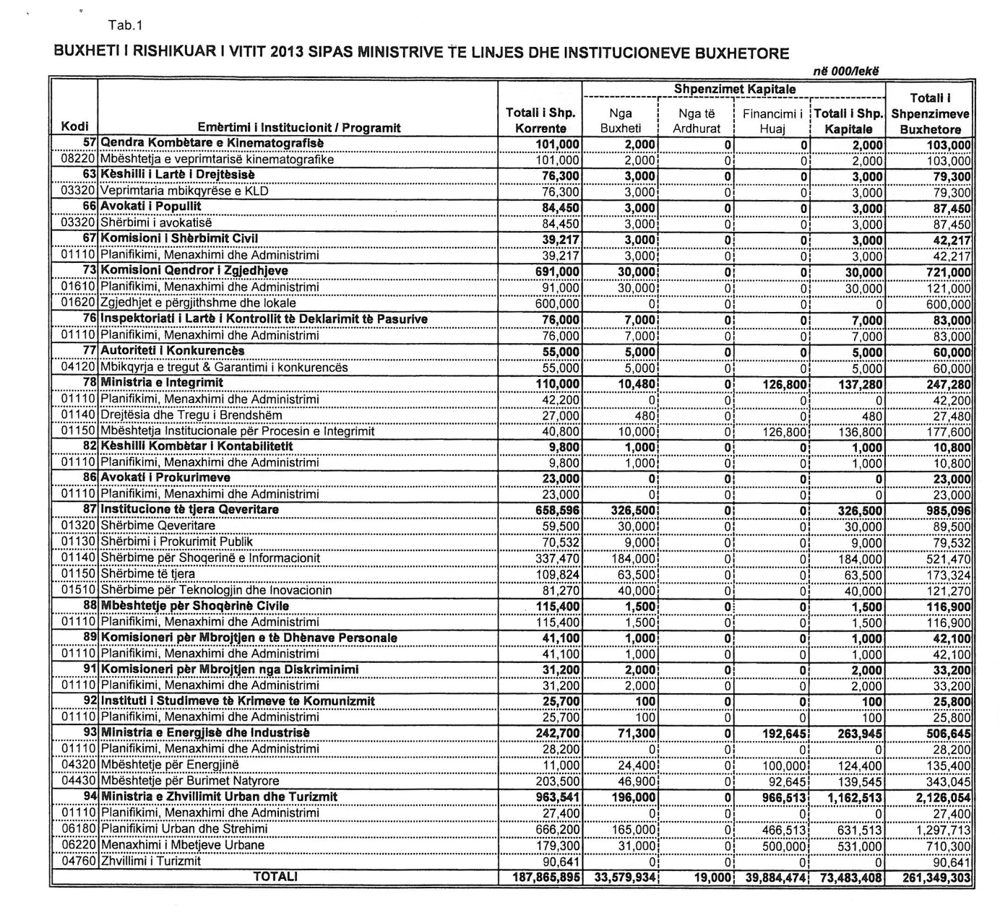 Tab.1
BUXHETI I RISHIKUAR I VITIT 2013 SIPAS MINISTRIVE TE LINJES DHE INSTITUCIONEVE BUXHETORE
në 000/lekë
Kodi Emërtimi i Institucionit / Programit Totali i Shp. Korrente Shpenzimet Kapitale Nga Buxheti Nga të Ardhurat Financimi i Huaj Totali i Shp. Kapitale Totali i Shpenzimeve Buxhetore
57 Qendra Kombëtare e Kinematografisë 101,000 2,000 0 0 2,000 103,000
08220 Mbështetja e veprimtarisë kinematografike 101,000 2,000 0 0 2,000 103,000
63 Këshilli i Lartë i Drejtësisë 76,300 3,000 0 0 3,000 79,300
03320 Veprimtaria mbikqyrëse e KLD 76,300 3,000 0 0 3,000 79,300
66 Avokati i Popullit 84,450 3,000 0 0 3,000 87,450
03320 Shërbimi i avokatisë 84,450 3,000 0 0 3,000 87,450
67 Komisioni i Shërbimit Civil 39,217 3,000 0 0 3,000 42,217
01110 Planifikimi, Menaxhimi dhe Administrimi 39,217 3,000 0 0 3,000 42,217
73 Komisioni Qendror i Zgjedhjeve 691,000 30,000 0 0 30,000 721,000
01610 Planifikimi, Menaxhimi dhe Administrimi 91,000 30,000 0 0 30,000 121,000
01620 Zgjedhjet e përgjithshme dhe lokale 600,000 0 0 0 0 600,000
76 Inspektoriati i Lartë i Kontrollit të Deklarimit të Pasurive 76,000 7,000 0 0 7,000 83,000
01110 Planifikimi, Menaxhimi dhe Administrimi 76,000 7,000 0 0 7,000 83,000
77 Autoriteti i Konkurencës 55,000 5,000 0 0 5,000 60,000
04120 Mbikqyrja e tregut & Garantimi i konkurencës 55,000 5,000 0 0 5,000 60,000
78 Ministria e Integrimit 110,000 10,480 0 126,800 137,280 247,280
01110 Planifikimi, Menaxhimi dhe Administrimi 42,200 0 0 0 0 42,200
01140 Drejtësia dhe Tregu i Brendshëm 27,000 480 0 0 480 27,480
01150 Mbështetja Institucionale për Procesin e Integrimit 40,800 10,000 0 126,800 136,800 177,600
82 Këshilli Kombëtar i Kontabilitetit 9,800 1,000 0 0 1,000 10,800
01110 Planifikimi, Menaxhimi dhe Administrimi 9,800 1,000 0 0 1,000 10,800
86 Avokati i Prokurimeve 23,000 0 0 0 0 23,000
01110 Planifikimi, Menaxhimi dhe Administrimi 23,000 0 0 0 0 23,000
87 Institucione të tjera Qeveritare 658,596 326,500 0 0 326,500 985,096
01320 Shërbime Qeveritare 59,500 30,000 0 0 30,000 89,500
01130 Shërbimi i Prokurimit Publik 70,532 9,000 0 0 9,000 79,532
01140 Shërbime për Shoqerinë e Informacionit 337,470 184,000 0 0 184,000 521,470
01150 Shërbime të tjera 109,824 63,500 0 0 63,500 173,324
01510 Shërbime për Teknologjin dhe Inovacionin 81,270 40,000 0 0 40,000 121,270
88 Mbështetje për Shoqërinë Civile 115,400 1,500 0 0 1,500 116,900
01110 Planifikimi, Menaxhimi dhe Administrimi 115,400 1,500 0 0 1,500 116,900
89 Komisioneri për Mbrojtjen e të Dhënave Personale 41,100 1,000 0 0 1,000 42,100
01110 Planifikimi, Menaxhimi dhe Administrimi 41,100 1,000 0 0 1,000 42,100
91 Komisioneri për Mbrojtjen nga Diskriminimi 31,200 2,000 0 0 2,000 33,200
01110 Planifikimi, Menaxhimi dhe Administrimi 31,200 2,000 0 0 2,000 33,200
92 Instituti i Studimeve të Krimeve te Komunizmit 25,700 100 0 0 100 25,800
01110 Planifikimi, Menaxhimi dhe Administrimi 25,700 100 0 0 100 25,800
93 Ministria e Energjisë dhe Industrisë 242,700 71,300 0 192,645 263,945 506,645
01110 Planifikimi, Menaxhimi dhe Administrimi 28,200 0 0 0 0 28,200
04320 Mbështetje për Energjinë 11,000 24,400 0 100,000 124,400 135,400
04430 Mbështetje për Burimet Natyrore 203,500 46,900 0 92,645 139,545 343,045
94 Ministria e Zhvillimit Urban dhe Turizmit 963,541 196,000 0 966,513 1,162,513 2,126,054
01110 Planifikimi, Menaxhimi dhe Administrimi 27,400 0 0 0 0 27,400
06180 Planifikimi Urban dhe Strehimi 666,200 165,000 0 466,513 631,513 1,297,713
06220 Menaxhimi i Mbetjeve Urbane 179,300 31,000 0 500,000 531,000 710,300
04760 Zhvillimi i Turizmit 90,641 0 0 0 0 90,641
TOTALI 187,865,895 33,579,934 19,000 39,884,474 73,483,408 261,349,303